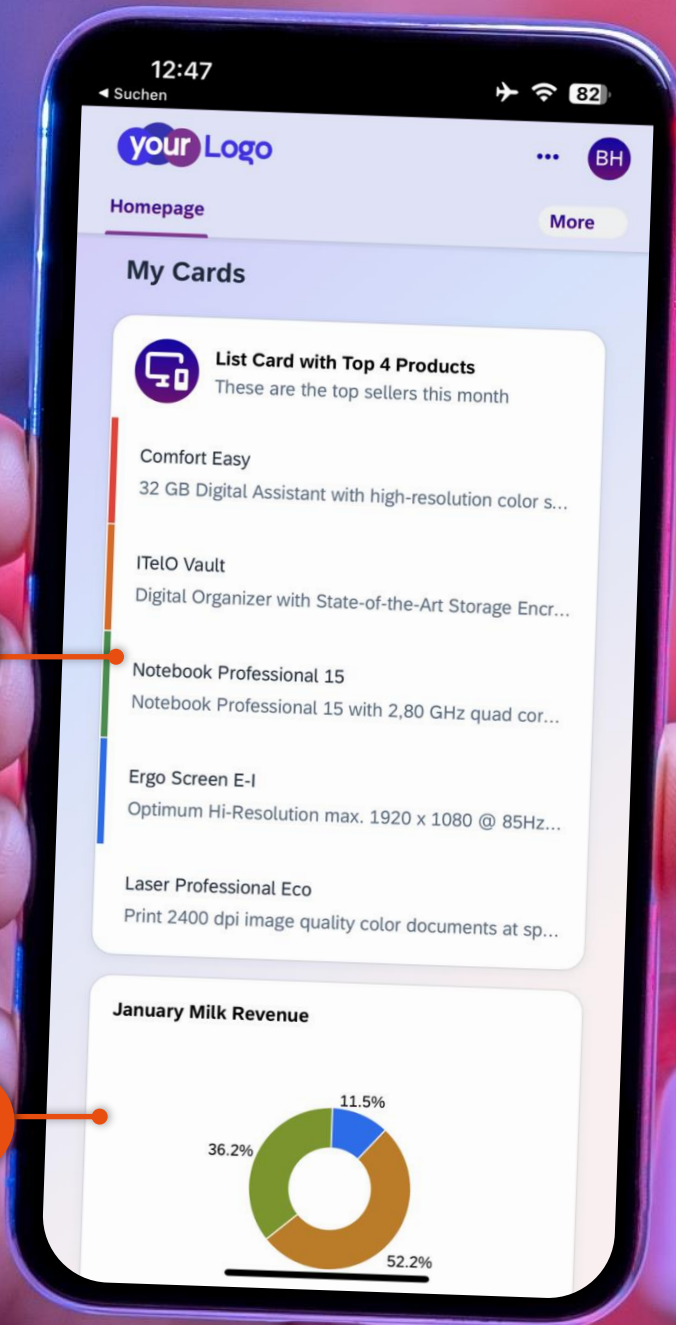 12:47
◄ Suchen
82
your Logo
... BH
Homepage
More
My Cards
List Card with Top 4 Products
These are the top sellers this month
Comfort Easy
32 GB Digital Assistant with high-resolution color s...
ITelO Vault
Digital Organizer with State-of-the-Art Storage Encr...
Notebook Professional 15
Notebook Professional 15 with 2,80 GHz quad cor...
Ergo Screen E-I
Optimum Hi-Resolution max. 1920 x 1080 @ 85Hz...
Laser Professional Eco
Print 2400 dpi image quality color documents at sp...
January Milk Revenue
11.5%
36.2%
52.2%